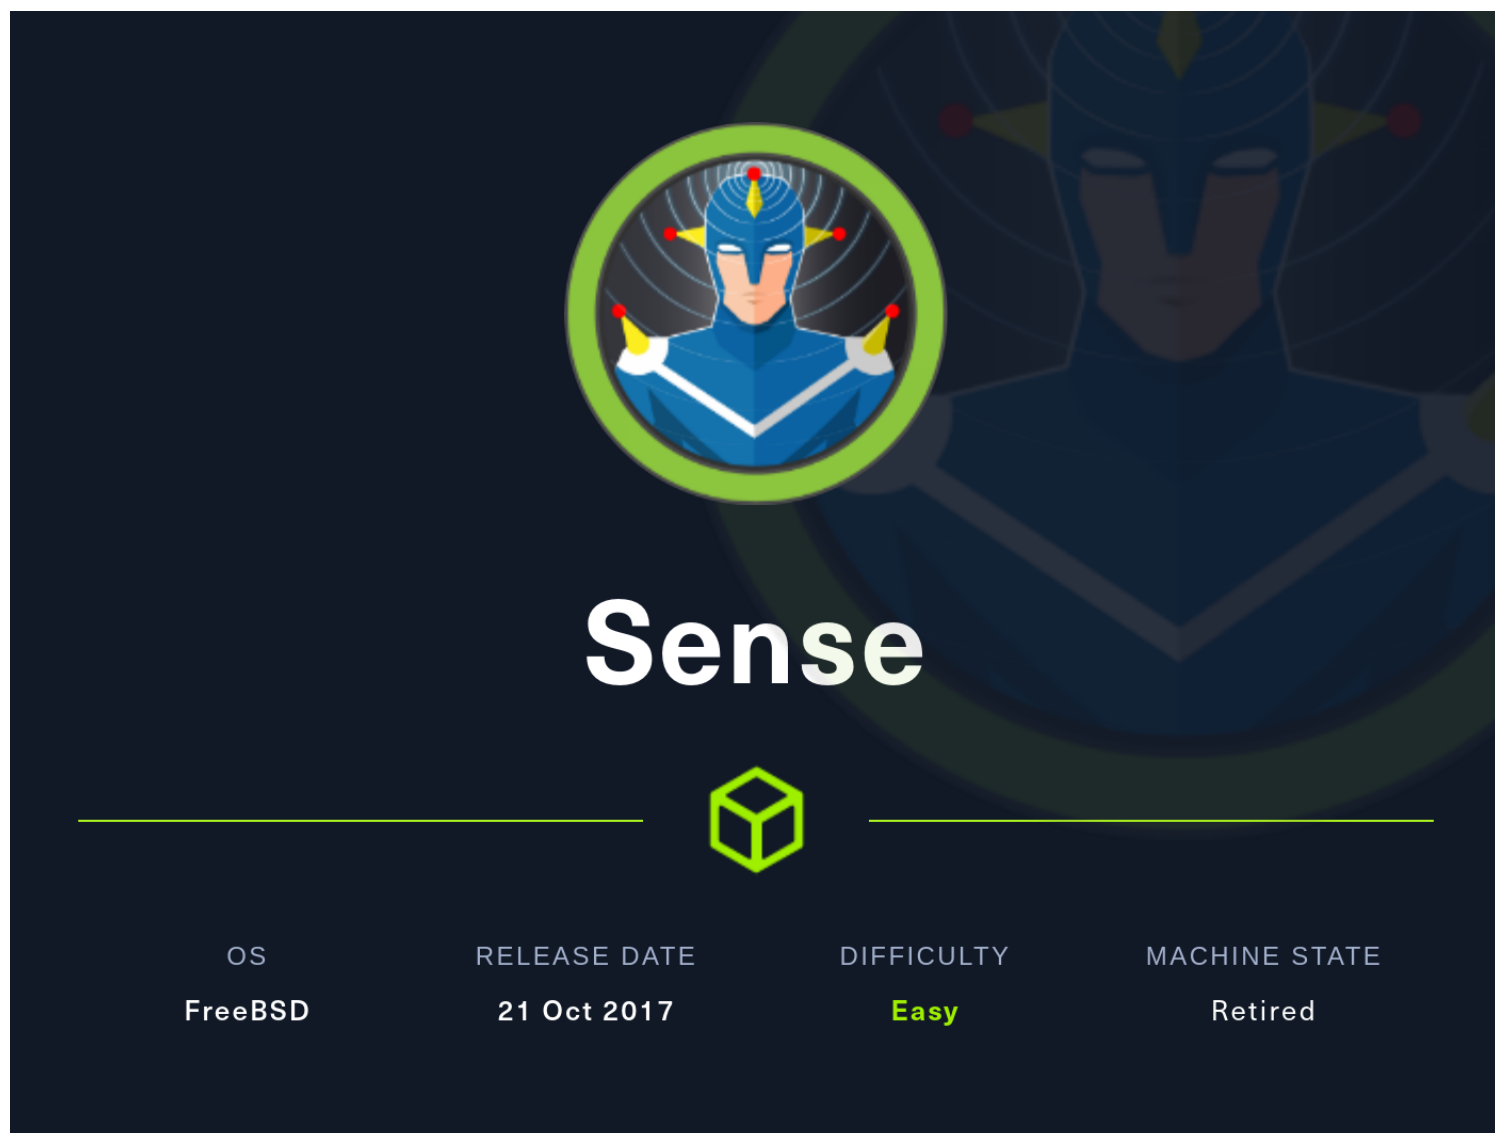 Sense
OS RELEASE DATE DIFFICULTY MACHINE STATE
FreeBSD 21 Oct 2017 Easy Retired